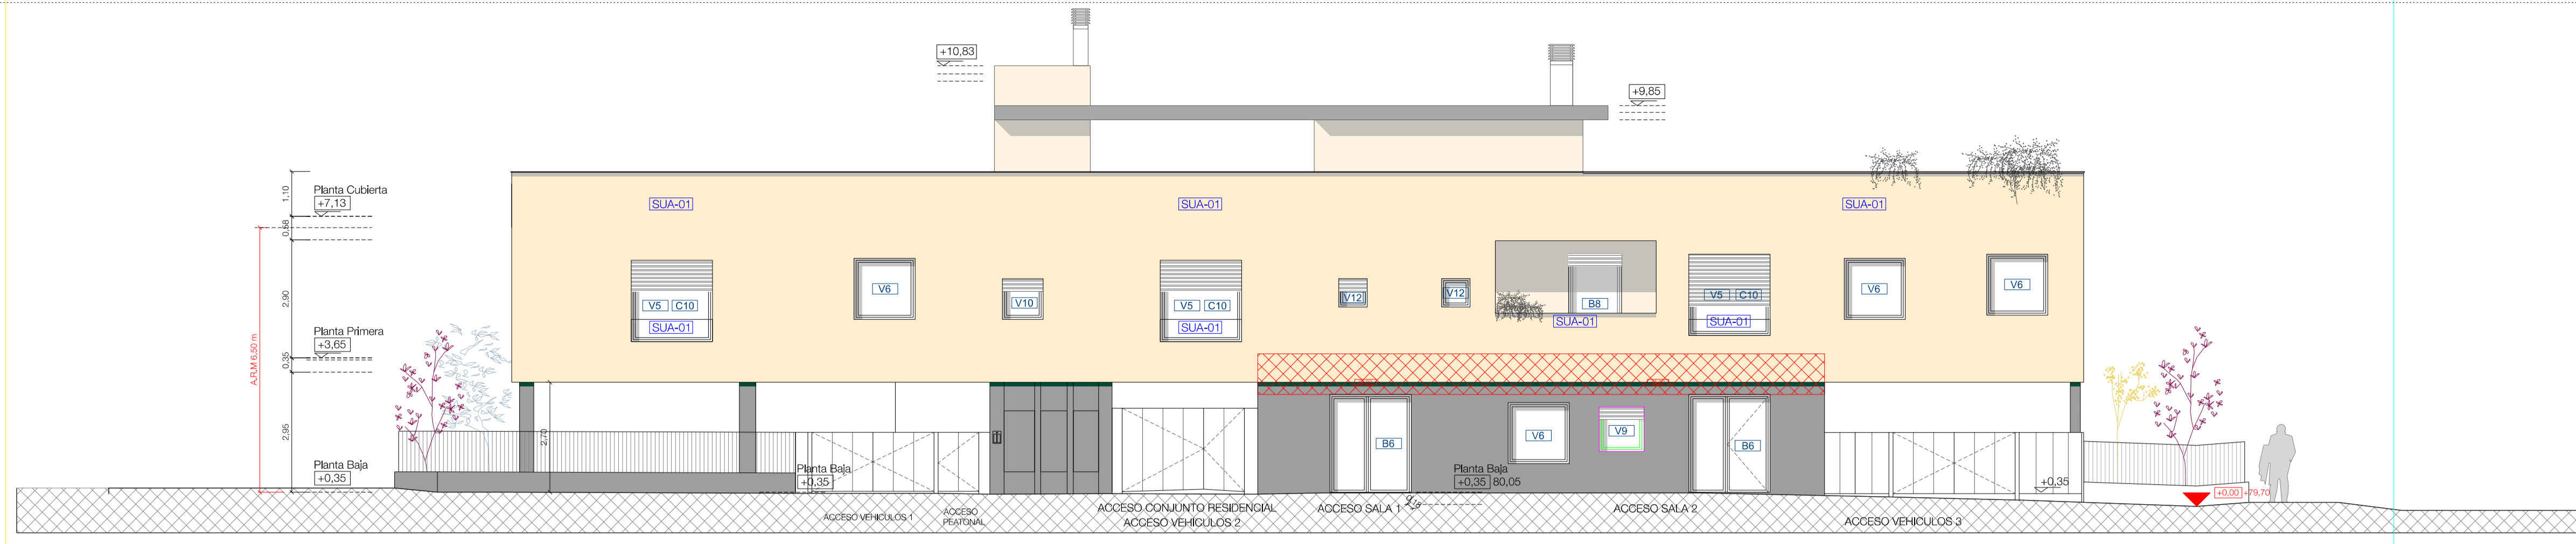 +10,83
+9,85
1,10
Planta Cubierta
+7,13
0,58
SUA-01
SUA-01
SUA-01
A.R.M 6,50 m
2,90
V5 C10
SUA-01
V6
V10
V5 C10
SUA-01
V12
V12
B8
SUA-01
V5 C10
SUA-01
V6
V6
Planta Primera
+3,65
0,35
2,95
2,70
Planta Baja
+0,35
Planta Baja
+0,35
B6
V6
V9
B6
Planta Baja
+0,35 80,05
0,18
+0,35
+0,00 +79,70
ACCESO VEHICULOS 1
ACCESO
PEATONAL
ACCESO CONJUNTO RESIDENCIAL
ACCESO VEHICULOS 2
ACCESO SALA 1
ACCESO SALA 2
ACCESO VEHICULOS 3